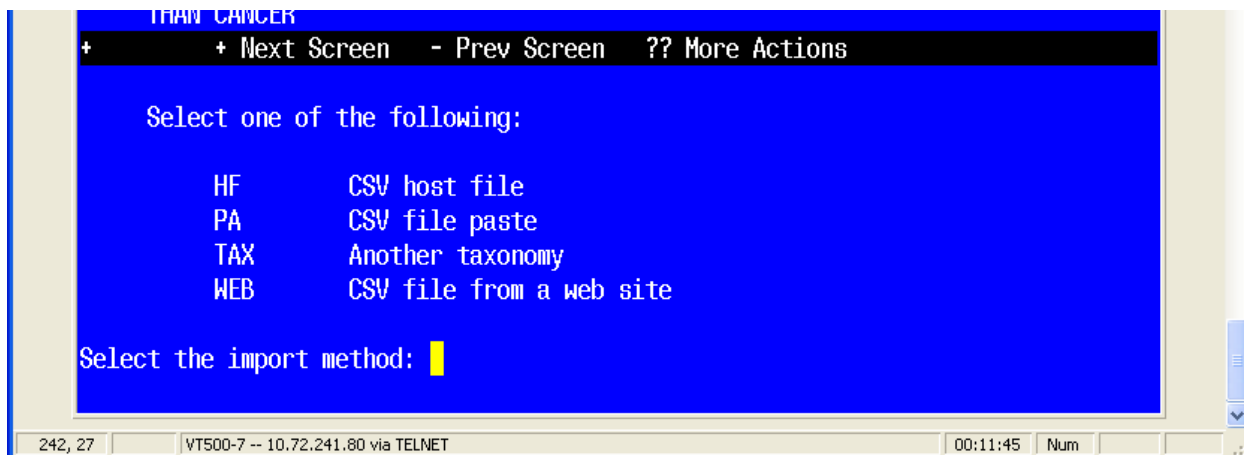 THAN CANCER
+ + Next Screen - Prev Screen ?? More Actions
Select one of the following:
HF CSV host file
PA CSV file paste
TAX Another taxonomy
WEB CSV file from a web site
Select the import method:
242, 27 VT500-7 -- 10.72.241.80 via TELNET 00:11:45 Num